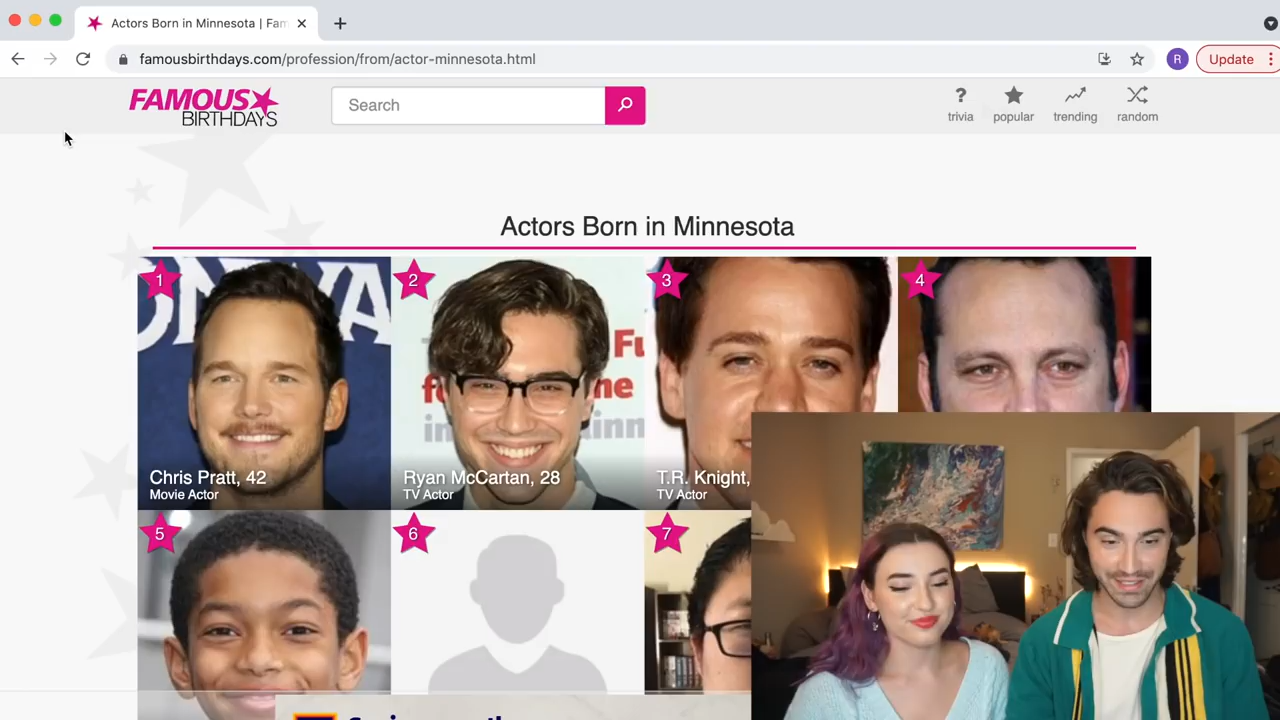 Actors Born in Minnesota | Fam
famousbirthdays.com/profession/from/actor-minnesota.html
R
Update
FAMOUS
BIRTHDAYS
Search
?
trivia
popular
trending
random
Actors Born in Minnesota
1
2
3
4
Chris Pratt, 42
Movie Actor
Ryan McCartan, 28
TV Actor
T.R. Knight,
TV Actor
5
6
7